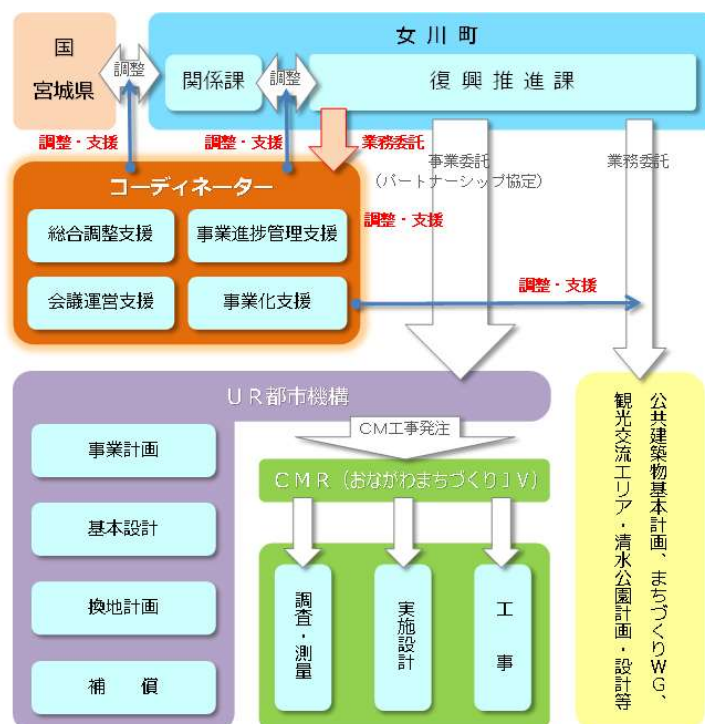 国
宮城県
調整
女川町
関係課
調整
復興推進課
調整・支援
調整・支援
業務委託
事業委託
(パートナーシップ協定)
業務委託
コーディネーター
総合調整支援
事業進捗管理支援
会議運営支援
事業化支援
調整・支援
調整・支援
UR都市機構
事業計画
基本設計
換地計画
補償
CM工事発注
CMR(おながわまちづくりJV)
調査・測量
実施設計
工事
公共建築物基本計画、まちづくりWG、
観光交流エリア・清水公園計画・設計等